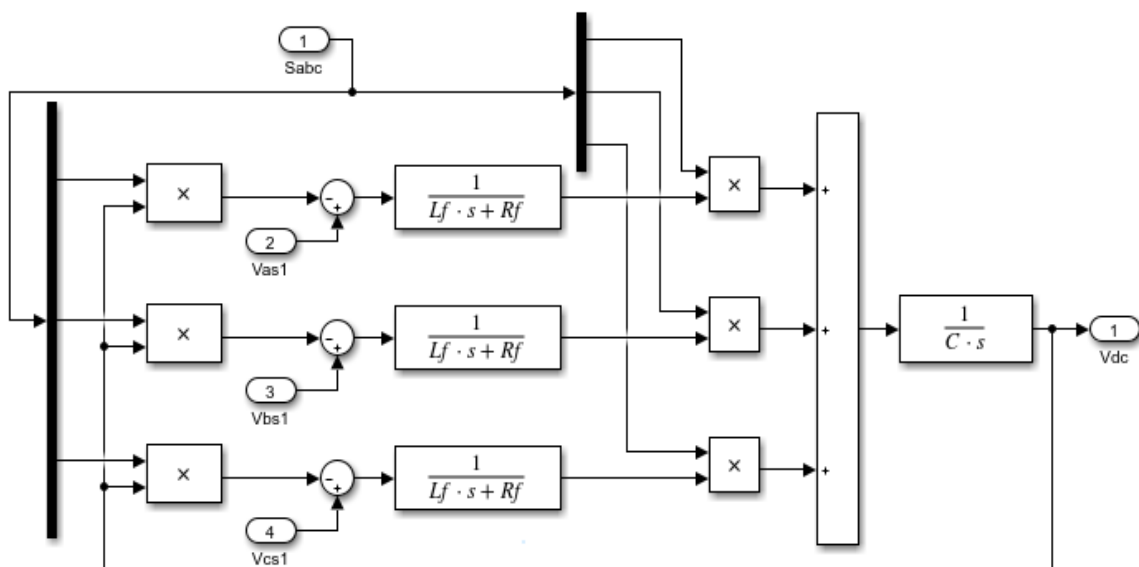 1
Sabc
×
-
+
1
Lf · s + Rf
×
+
2
Vas1
×
-
+
1
Lf · s + Rf
×
+
1
C · s
1
Vdc
3
Vbs1
×
-
+
1
Lf · s + Rf
×
+
4
Vcs1